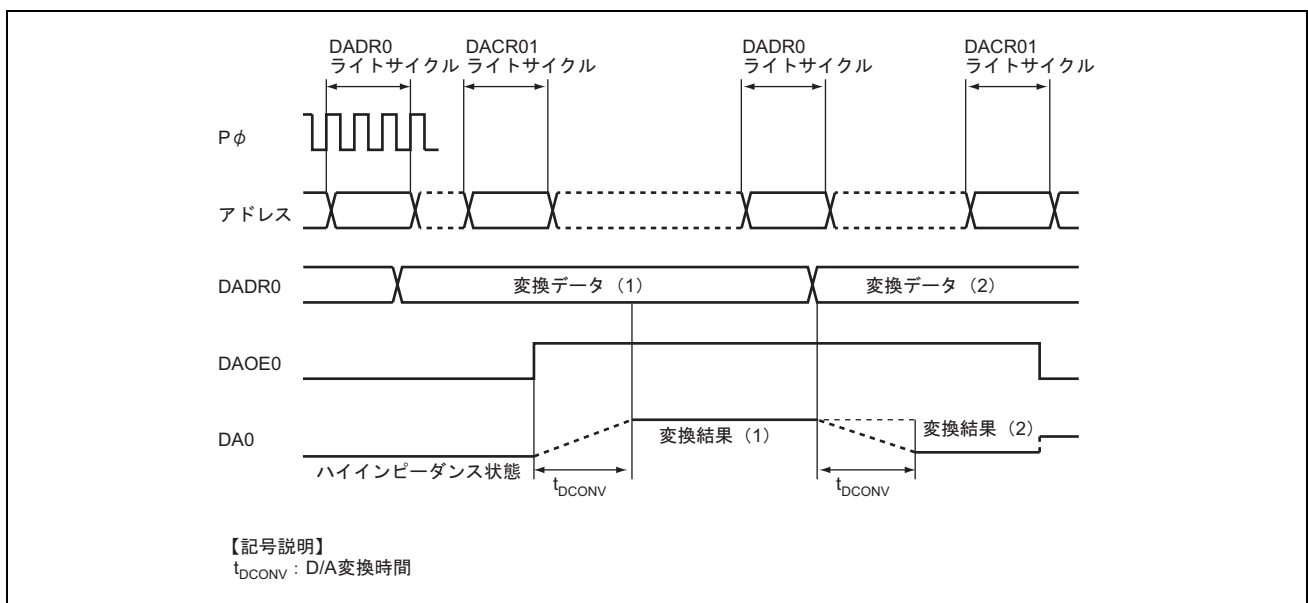 DADR0
ライトサイクル
DACR01
ライトサイクル
DADR0
ライトサイクル
DACR01
ライトサイクル
Pφ
アドレス
DADR0
変換データ（1）
変換データ（2）
DAOE0
DA0
変換結果（1）
変換結果（2）
ハイインピーダンス状態
tDCONV
tDCONV
【記号説明】
tDCONV：D/A変換時間